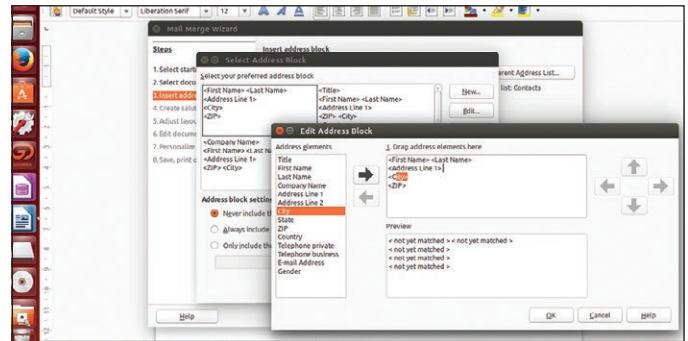 Default Style
Liberation Serif
12
Mail Merge Wizard
Steps
Insert address block
1. Select start
2. Select docu
3. Insert addre
4. Create salut
5. Adjust layou
6. Edit docume
7. Personalize
8. Save, print o
erent Address List...
list: Contacts
Help
Select Address Block
Select your preferred address block
<First Name> <Last Name>
<Address Line 1>
<City>
<ZIP>
<Title>
<First Name> <Last Name>
<Address Line 1>
<City>
<Company Name>
<First Name> <Last N
<Address Line 1>
<ZIP> <City>
New...
Edit...
Address block settin
Never include th
Always include
Only include the
Edit Address Block
Address elements
Title
First Name
Last Name
Company Name
Address Line 1
Address Line 2
City
State
ZIP
Country
Telephone private
Telephone business
E-mail Address
Gender
1. Drag address elements here
<First Name> <Last Name>
<Address Line 1>
<City>
<ZIP>
Preview
< not yet matched > < not yet matched >
< not yet matched >
< not yet matched >
< not yet matched >
OK
Cancel
Help